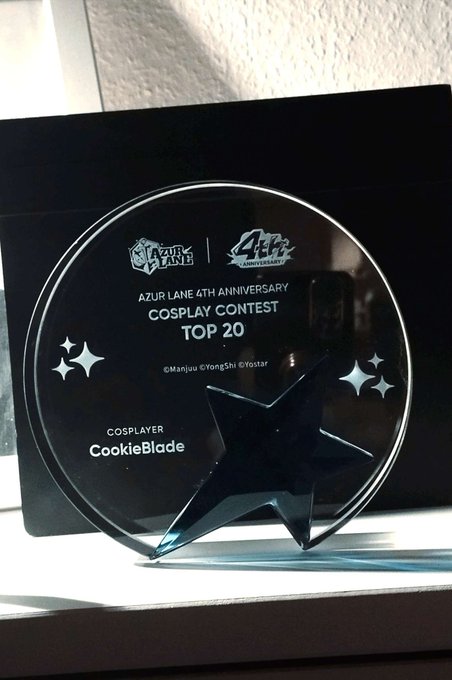 AZUR
LANE
4th
ANNIVERSARY
AZUR LANE 4TH ANNIVERSARY
COSPLAY CONTEST
TOP 20
©Manjuu ©YongShi ©Yostar
COSPLAYER
CookieBlade